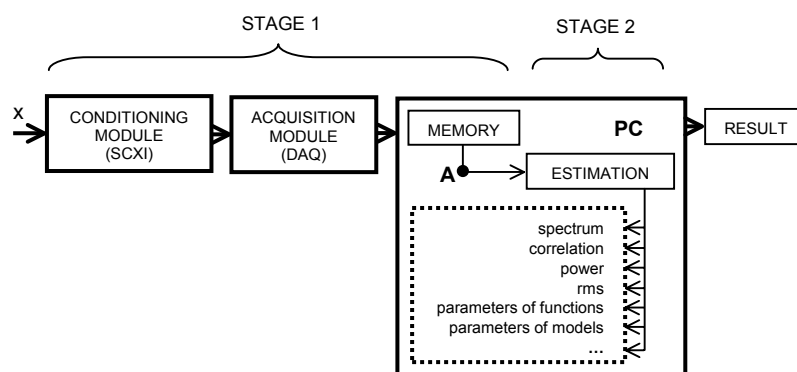 STAGE 1
STAGE 2
x
CONDITIONING
MODULE
(SCXI)
ACQUISITION
MODULE
(DAQ)
MEMORY
PC
RESULT
A
ESTIMATION
spectrum
correlation
power
rms
parameters of functions
parameters of models
...